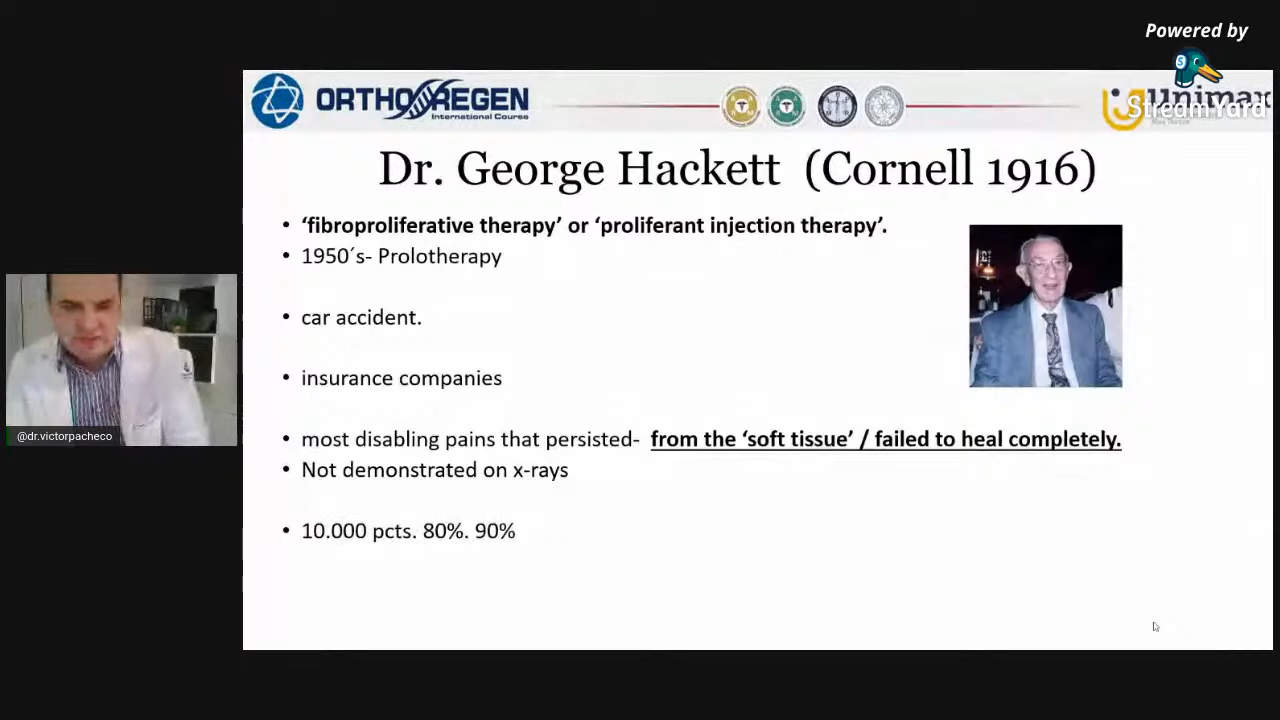 Powered by
StreamYard
ORTHOREGEN
International Course
Unimax
Dr. George Hackett (Cornell 1916)
• ‘fibroproliferative therapy’ or ‘proliferant injection therapy’.
• 1950´s- Prolotherapy
• car accident.
• insurance companies
• most disabling pains that persisted- from the ‘soft tissue’ / failed to heal completely.
• Not demonstrated on x-rays
• 10.000 pcts. 80%. 90%
@dr.victorpacheco